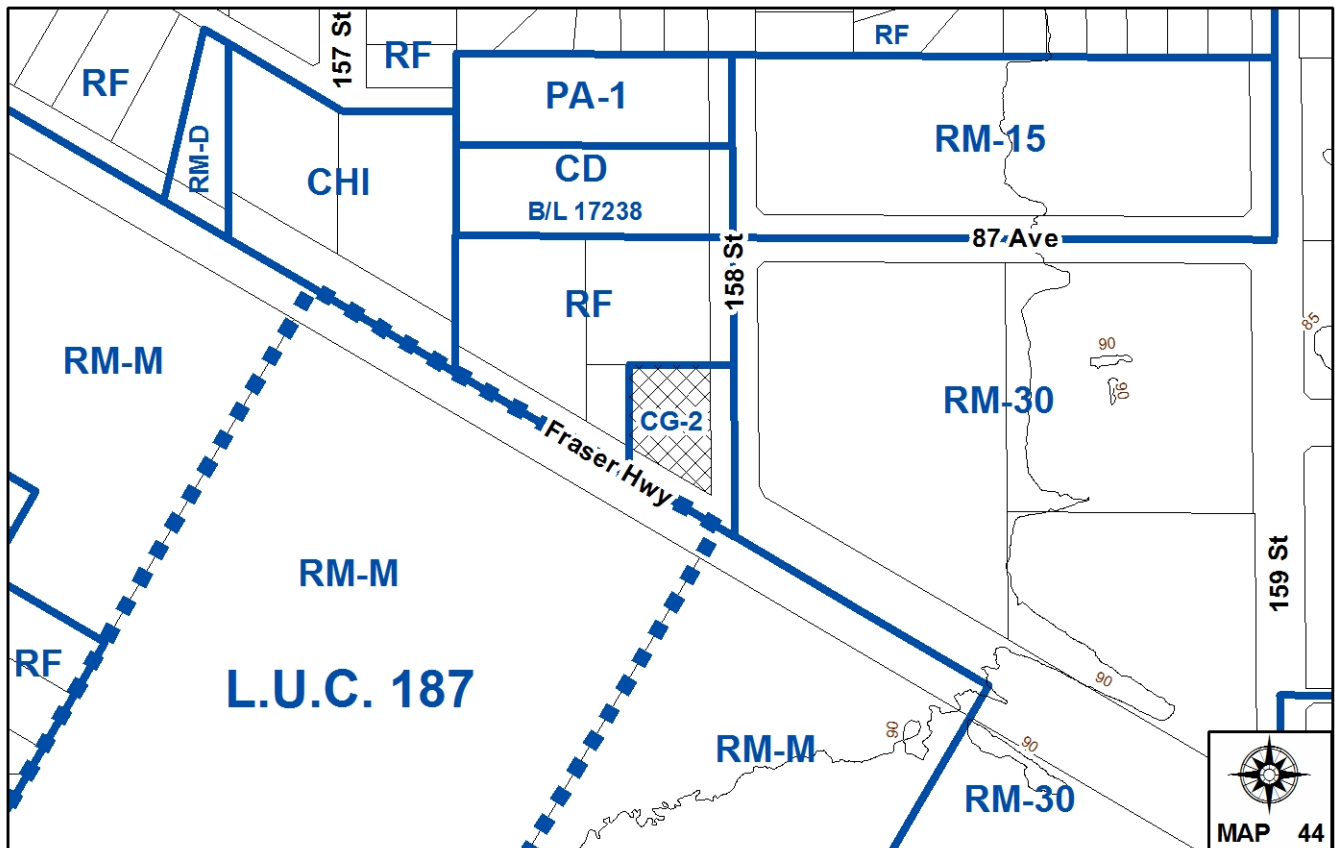 RF
157 St
RF
RF
RM-D
CHI
PA-1
CD
B/L 17238
RM-15
87 Ave
158 St
RF
RM-M
CG-2
Fraser Hwy
RM-30
90
90
85
159 St
RM-M
RF
L.U.C. 187
RM-M
90
90
90
RM-30
MAP 44